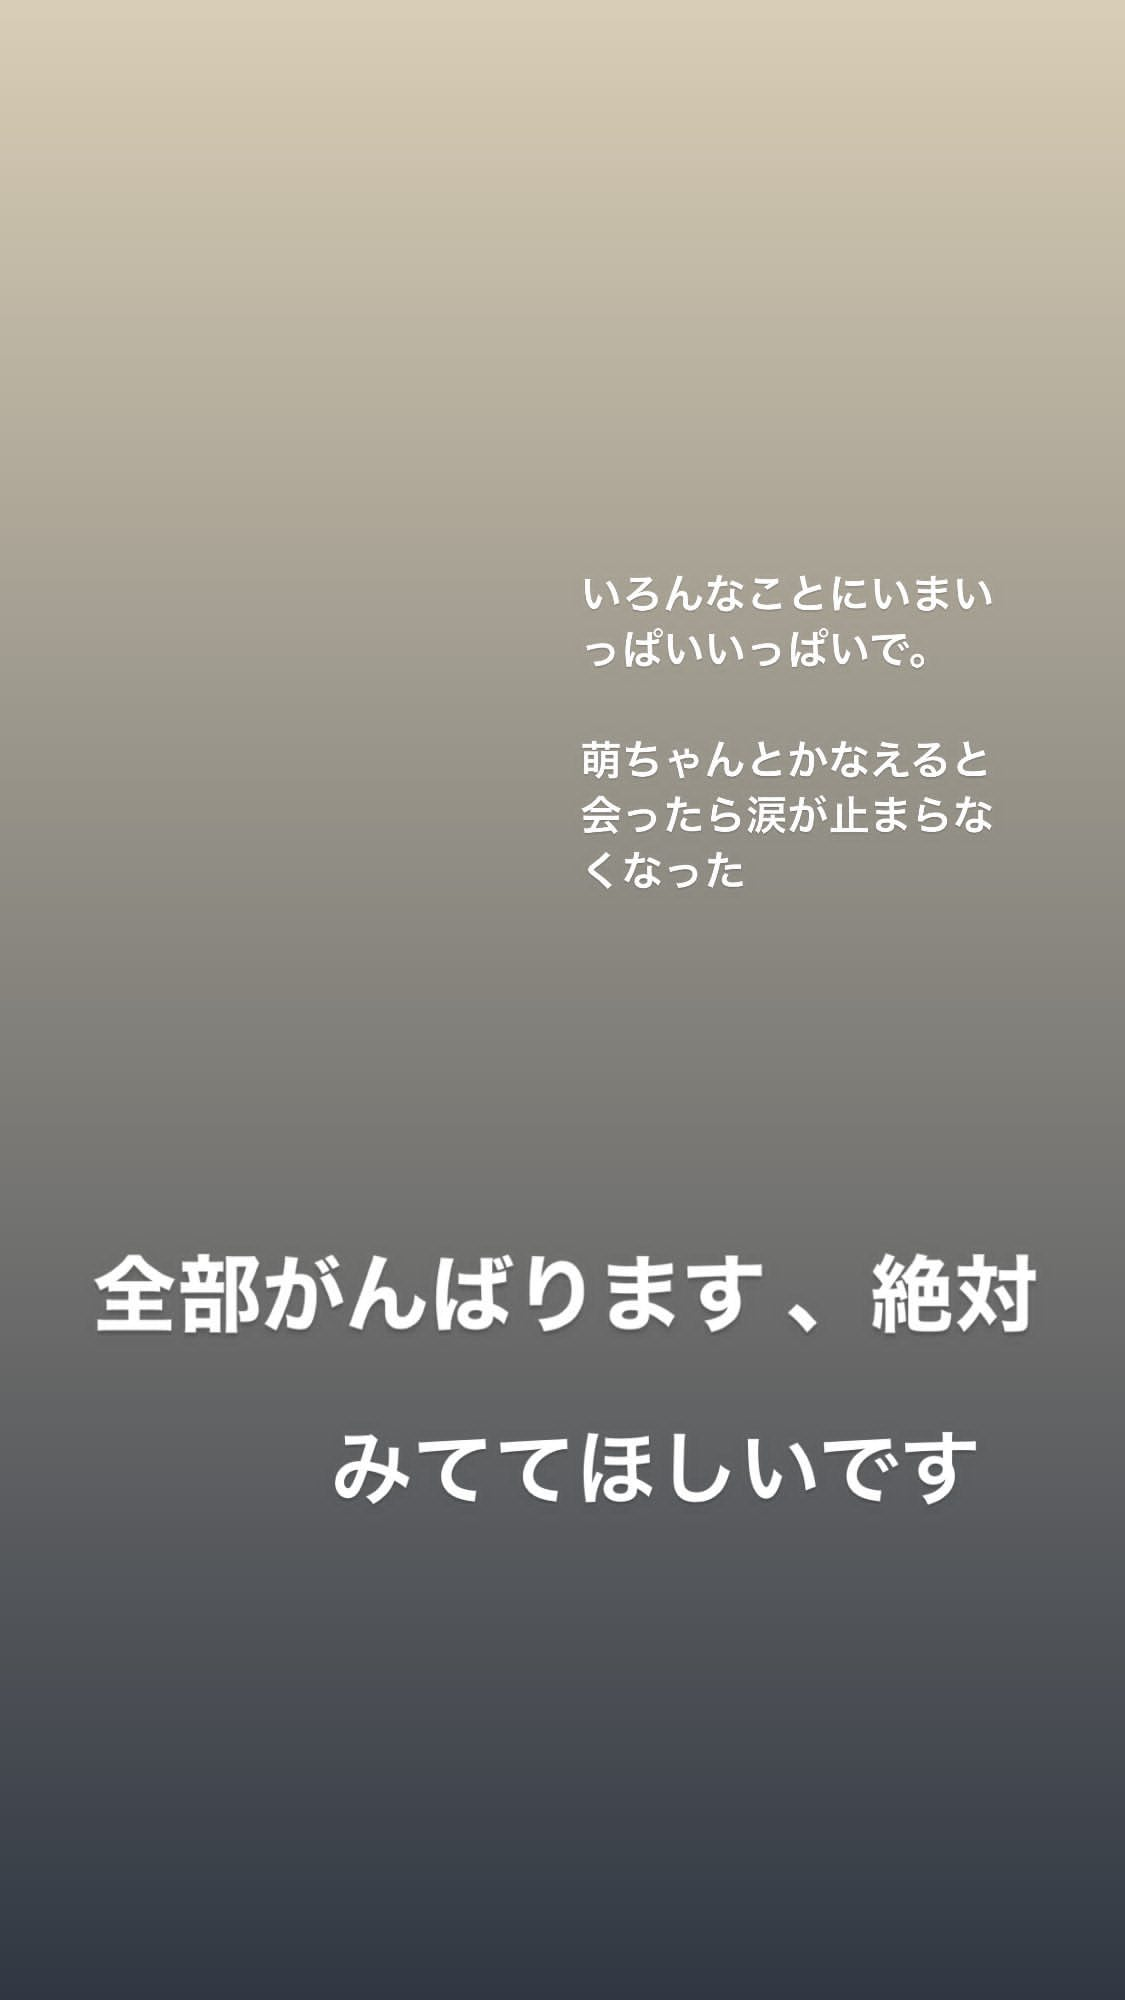 いろんなことにいまい
っぱいいっぱいで。
萌ちゃんとかなえると
会ったら涙が止まらな
くなった
全部がんばります 、絶対
みててほしいです